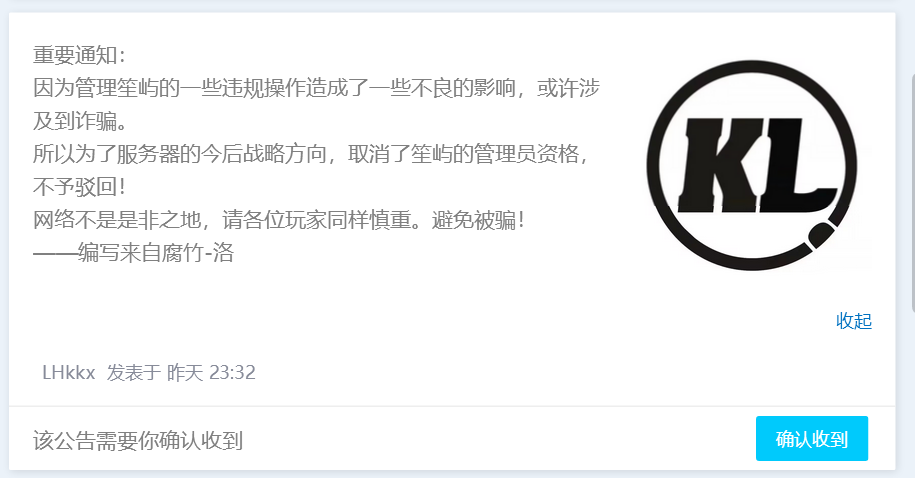 重要通知：
因为管理笙屿的一些违规操作造成了一些不良的影响，或许涉
及到诈骗。
所以为了服务器的今后战略方向，取消了笙屿的管理员资格，
不予驳回！
网络不是是非之地，请各位玩家同样慎重。避免被骗！
——编写来自腐竹-洛
KL
收起
LHkkx 发表于 昨天 23:32
该公告需要你确认收到
确认收到